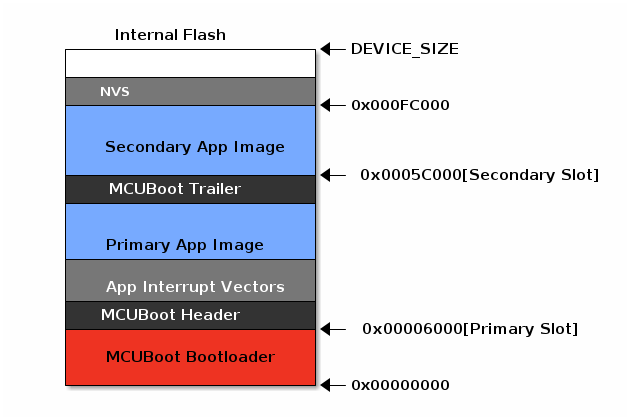 Internal Flash
DEVICE_SIZE
NVS
0x000FC000
Secondary App Image
0x0005C000[Secondary Slot]
MCUBoot Trailer
Primary App Image
App Interrupt Vectors
MCUBoot Header
0x00006000[Primary Slot]
MCUBoot Bootloader
0x00000000